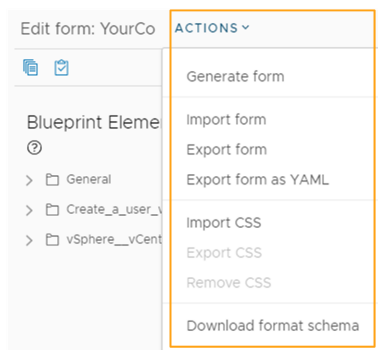 Edit form: YourCo
ACTIONS
Generate form
Import form
Export form
Export form as YAML
Import CSS
Export CSS
Remove CSS
Download format schema
Blueprint Eleme
General
Create_a_user_
vSphere__vCent